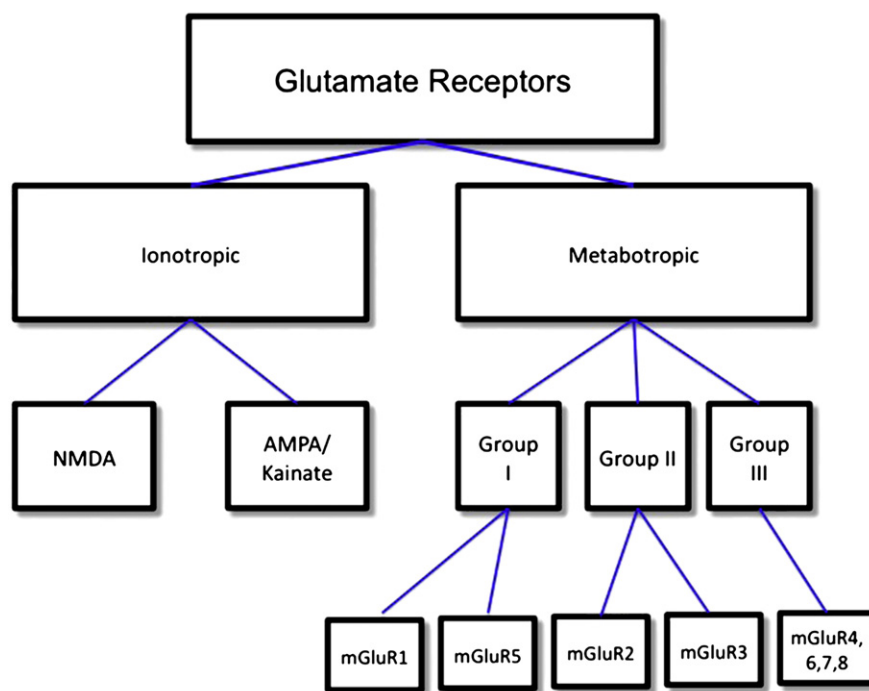 Glutamate Receptors
Ionotropic
Metabotropic
NMDA
AMPA/
Kainate
Group
I
Group II
Group
III
mGluR1
mGluR5
mGluR2
mGluR3
mGluR4,
6,7,8